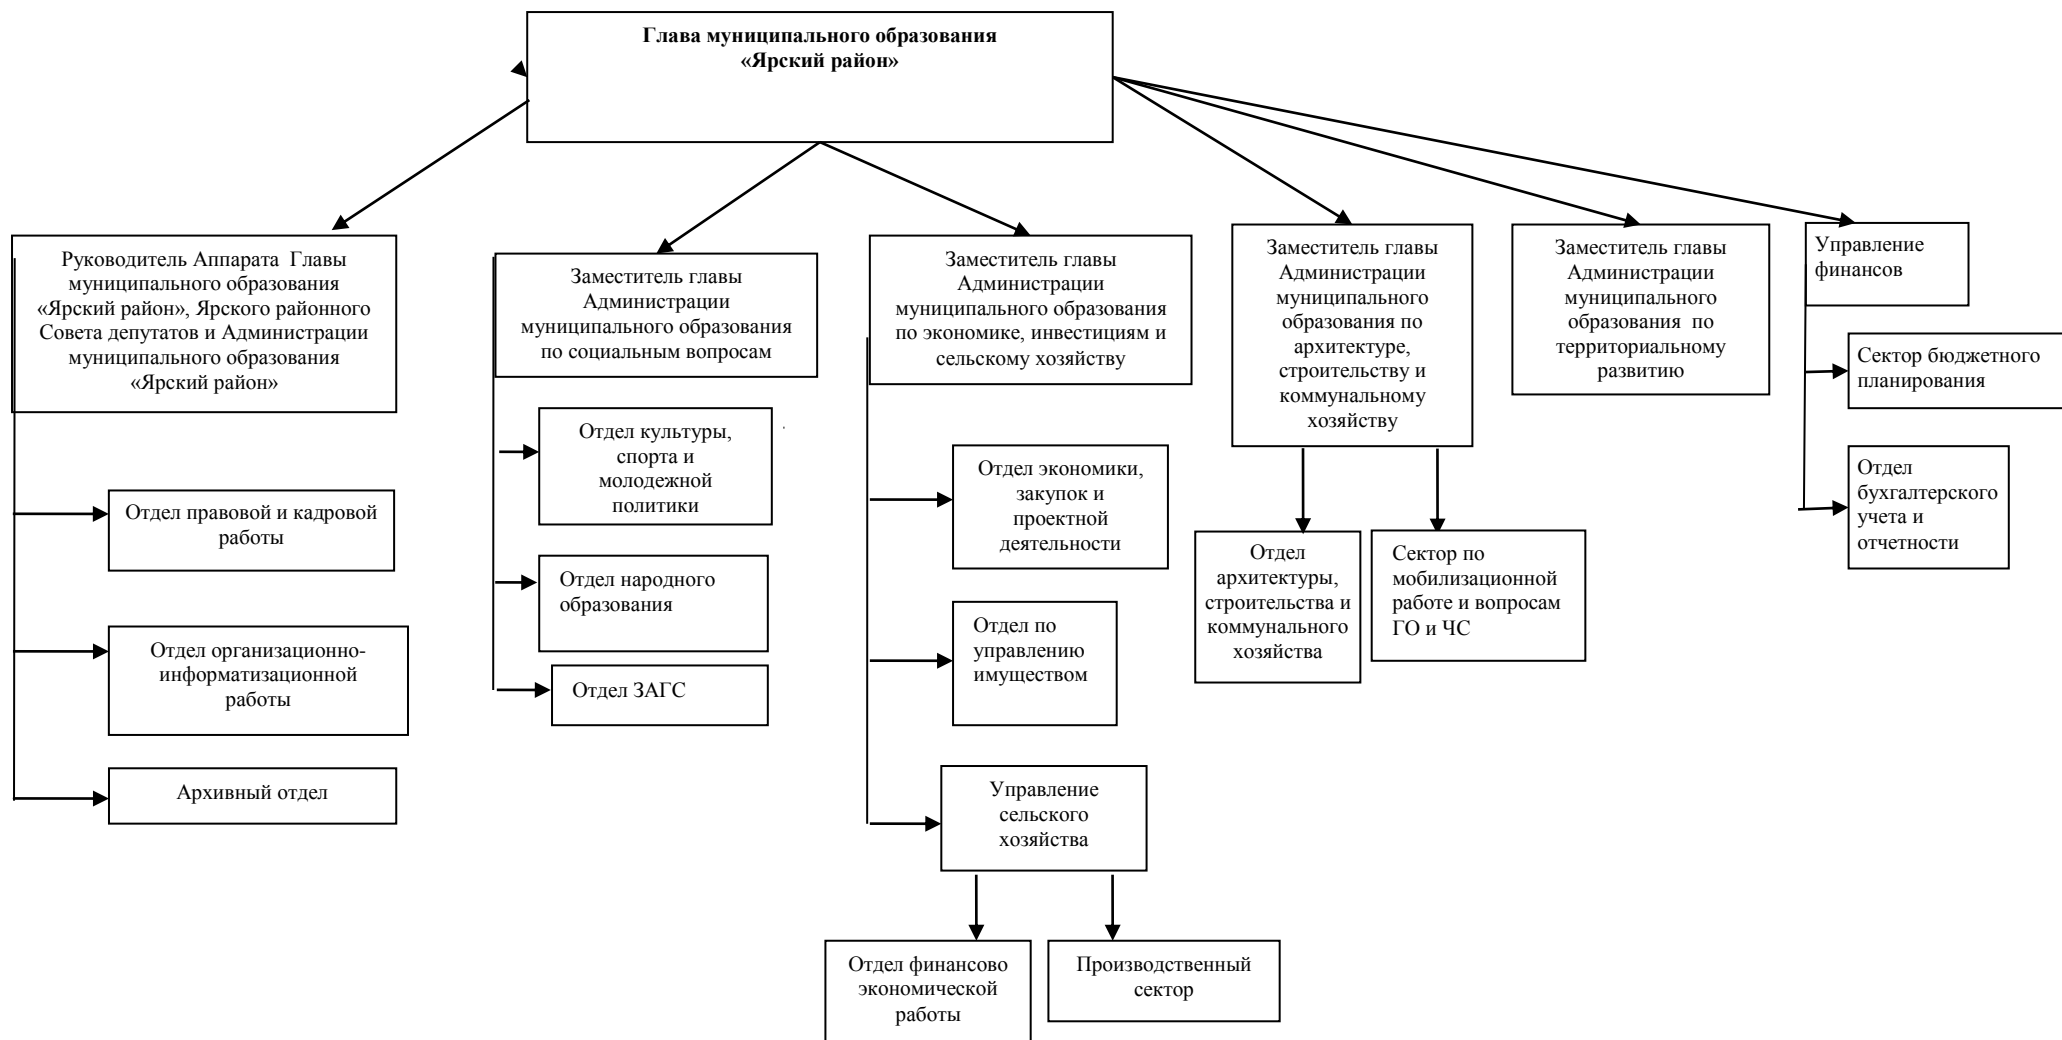 Глава муниципального образования
«Ярский район»
Руководитель Аппарата Главы
муниципального образования
«Ярский район», Ярского районного
Совета депутатов и Администрации
муниципального образования
«Ярский район»
Заместитель главы
Администрации
муниципального образования
по социальным вопросам
Заместитель главы
Администрации
муниципального образования
по экономике, инвестициям и
сельскому хозяйству
Заместитель главы
Администрации
муниципального
образования по
архитектуре,
строительству и
коммунальному
хозяйству
Заместитель главы
Администрации
муниципального
образования по
территориальному
развитию
Управление
финансов
Сектор бюджетного
планирования
Отдел
бухгалтерского
учета и
отчетности
Отдел правовой и кадровой
работы
Отдел организационно-
информатизационной
работы
Архивный отдел
Отдел культуры,
спорта и
молодежной
политики
Отдел народного
образования
Отдел ЗАГС
Отдел экономики,
закупок и
проектной
деятельности
Отдел по
управлению
имуществом
Управление
сельского
хозяйства
Отдел
архитектуры,
строительства и
коммунального
хозяйства
Сектор по
мобилизационной
работе и вопросам
ГО и ЧС
Отдел финансово
экономической
работы
Производственный
сектор